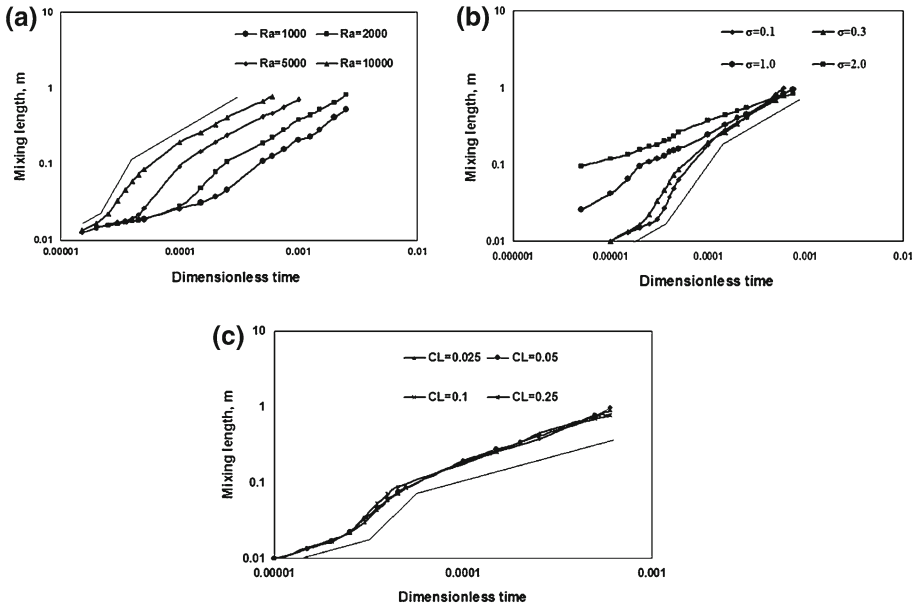 (a)
Ra=1000
Ra=2000
Ra=5000
Ra=10000
10
1
0.1
0.01
Mixing length, m
0.00001
0.0001
0.001
0.01
Dimensionless time
(b)
σ=0.1
σ=0.3
σ=1.0
σ=2.0
10
1
0.1
0.01
Mixing length, m
0.000001
0.00001
0.0001
0.001
0.01
Dimensionless time
(c)
CL=0.025
CL=0.05
CL=0.1
CL=0.25
10
1
0.1
0.01
Mixing length, m
0.00001
0.0001
0.001
Dimensionless time